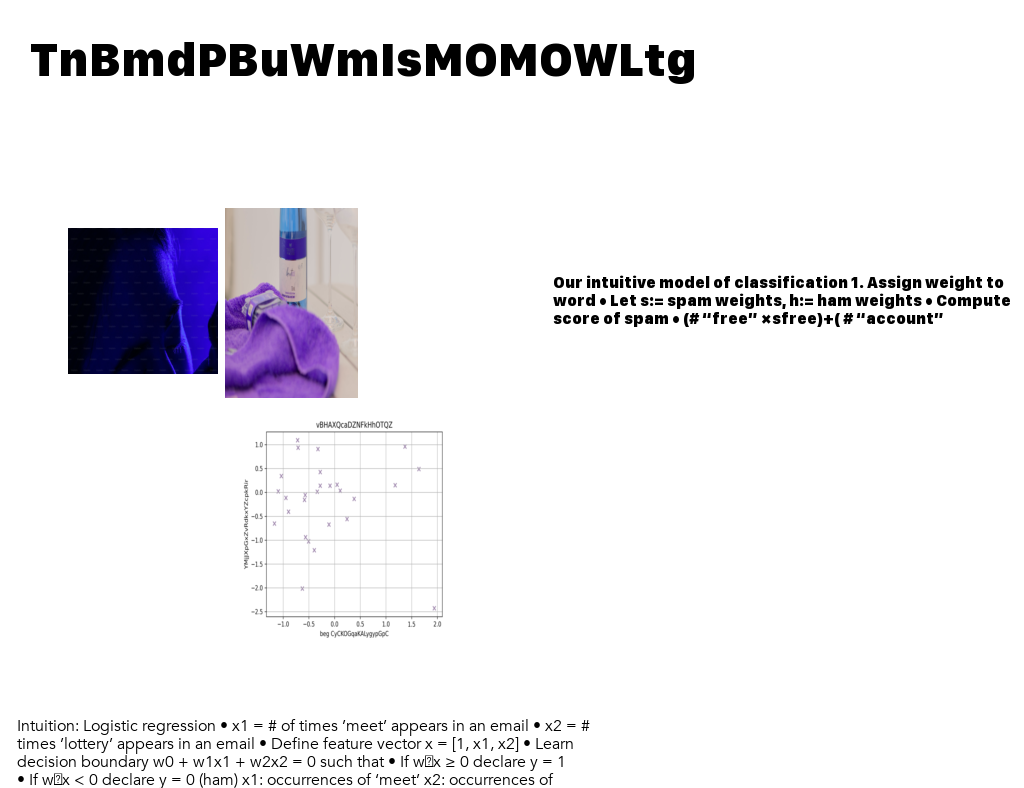 TnBmdPBuWmIsMOMOWLtg
Our intuitive model of classification 1. Assign weight to
word • Let s:= spam weights, h:= ham weights • Compute
score of spam • (# “free” ×sfree)+( # “account”
vBHAXQcaDZNFkHhOTQZ
1.0
0.5
0.0
−0.5
−1.0
−1.5
−2.0
−2.5
−1.0 −0.5 0.0 0.5 1.0 1.5 2.0
beg CyCKOGqaKALygypGpC
Intuition: Logistic regression • x1 = # of times ‘meet’ appears in an email • x2 = #
times ‘lottery’ appears in an email • Define feature vector x = [1, x1, x2] • Learn
decision boundary w0 + w1x1 + w2x2 = 0 such that • If w⍰x ≥ 0 declare y = 1
• If w⍰x < 0 declare y = 0 (ham) x1: occurrences of ‘meet’ x2: occurrences of